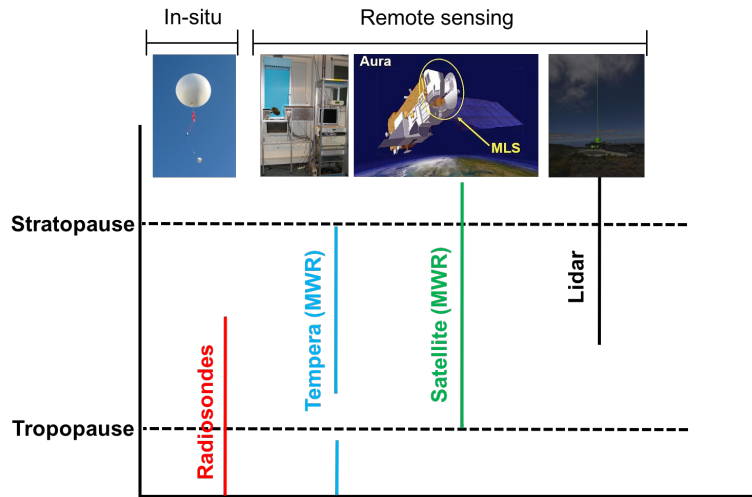 In-situ
Remote sensing
Aura
MLS
Stratopause
Tropopause
Radiosondes
Tempera (MWR)
Satellite (MWR)
Lidar